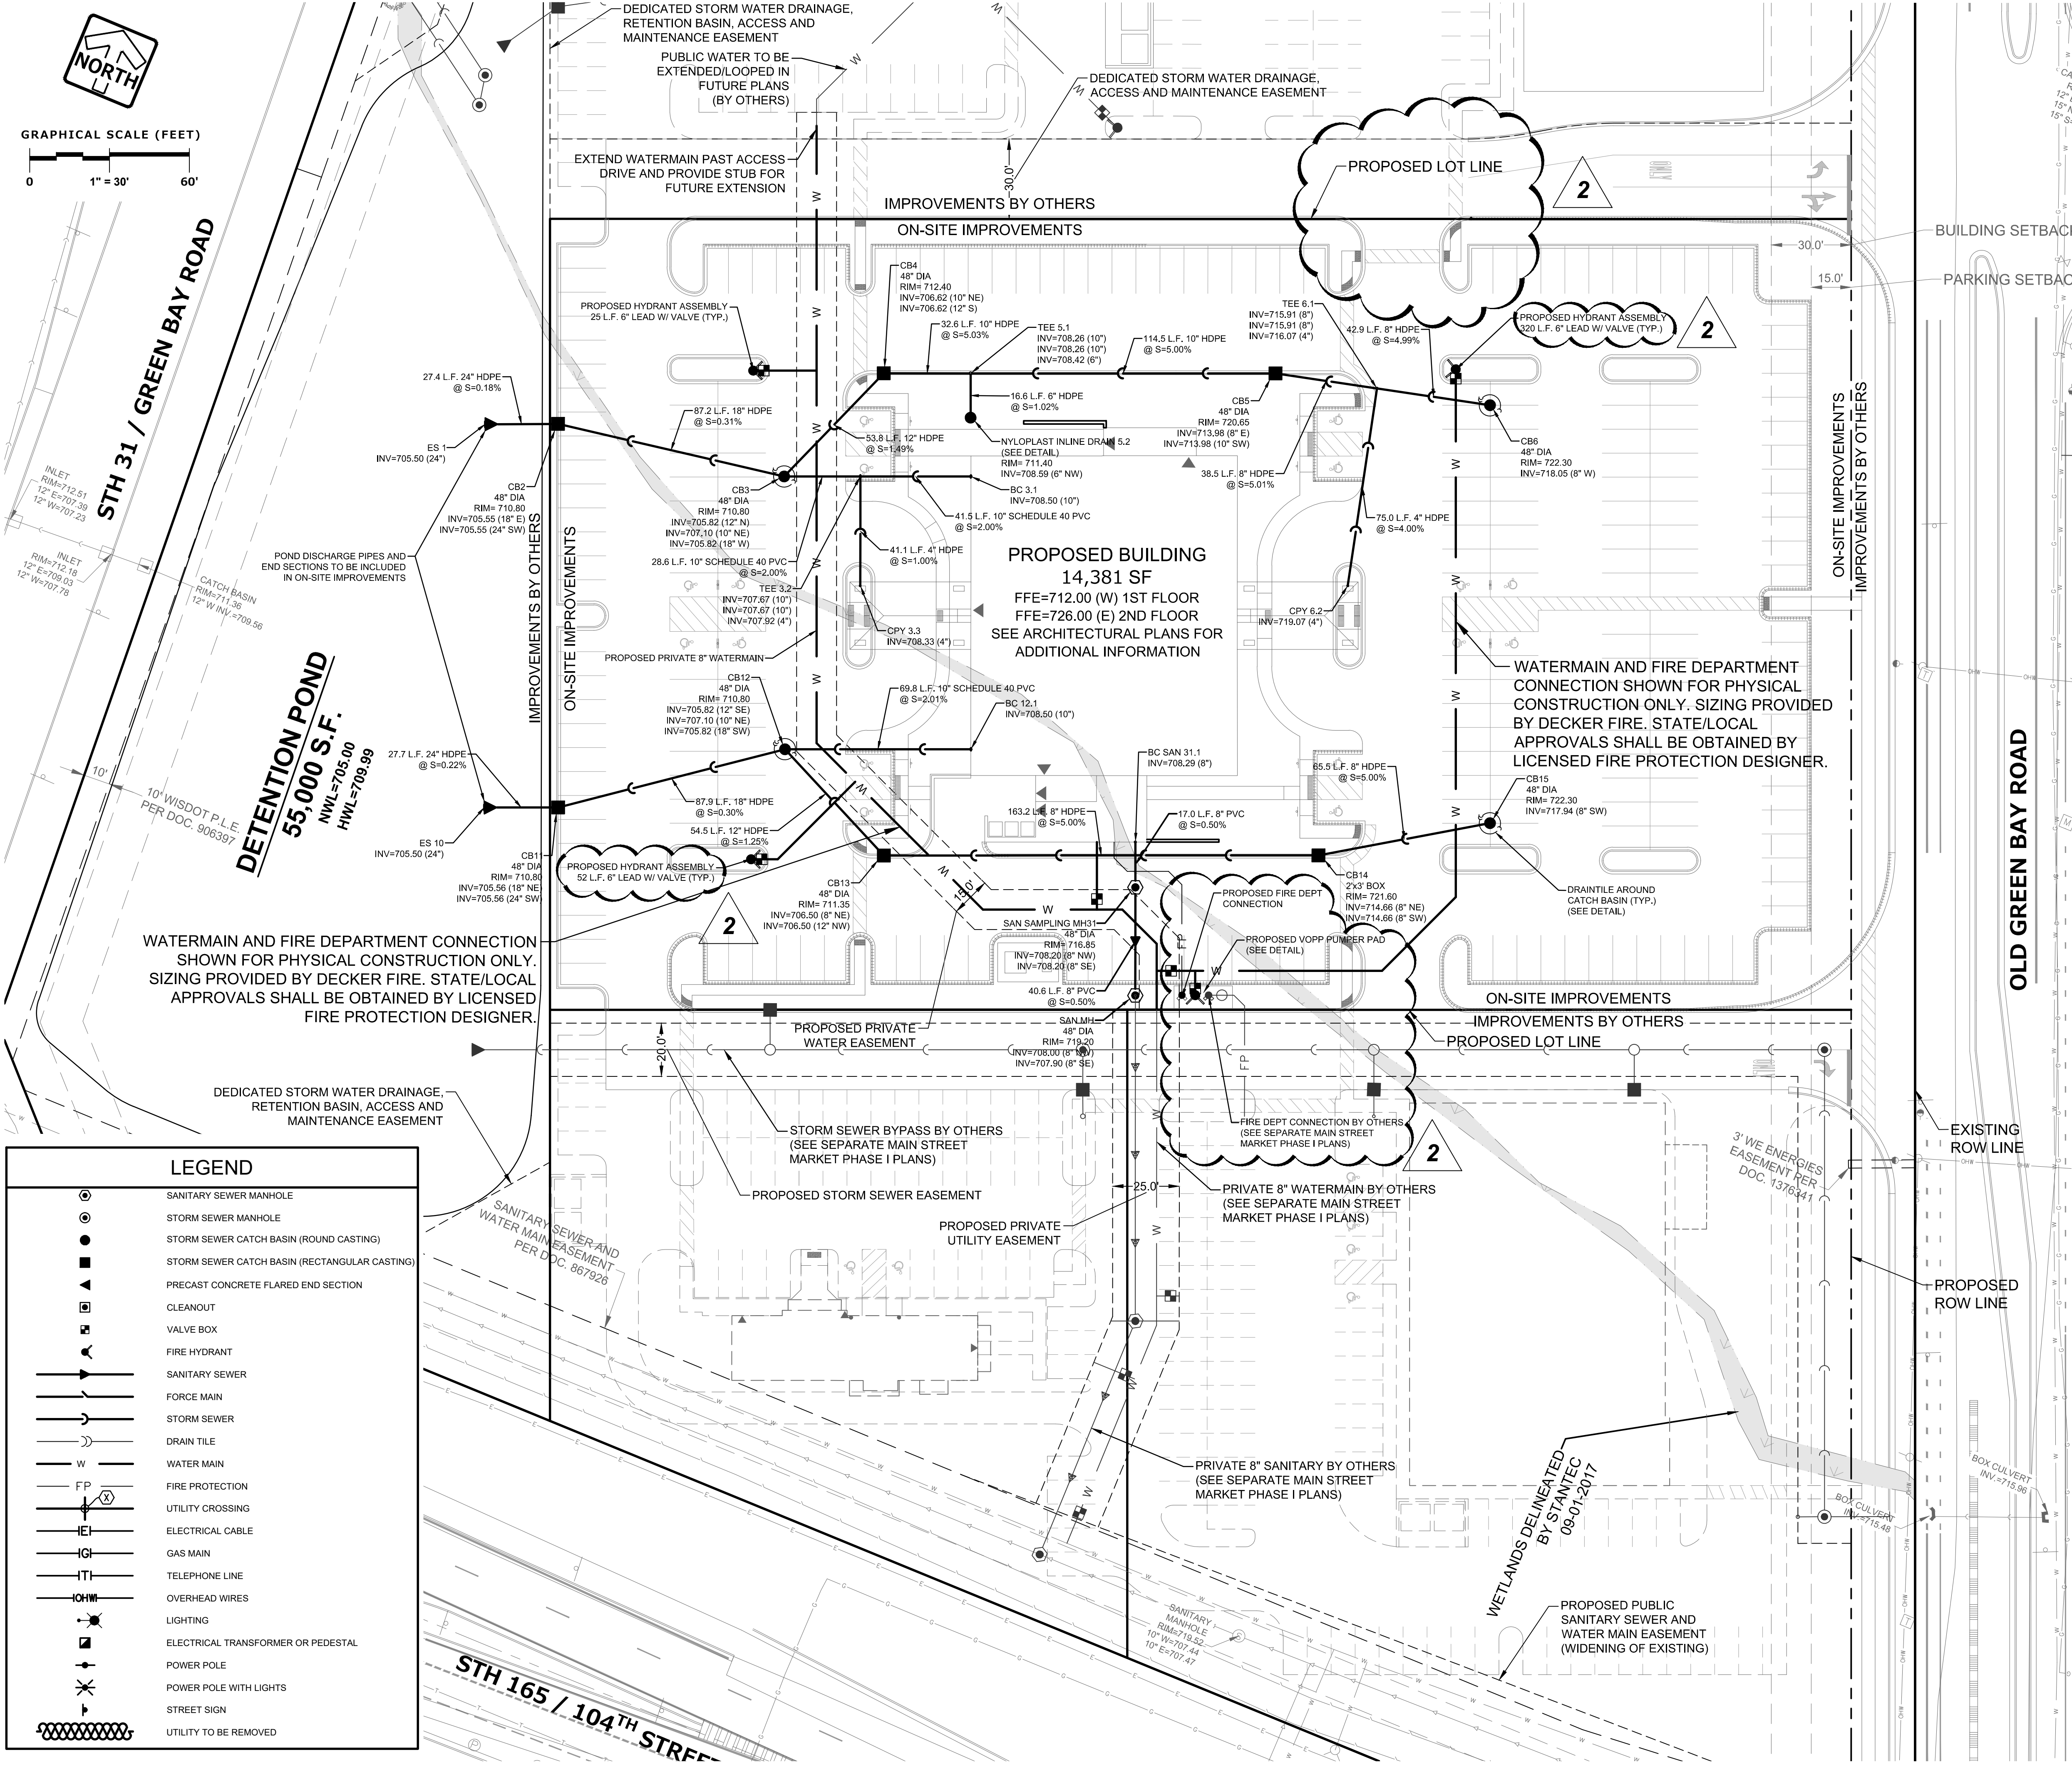 NORTH
GRAPHICAL SCALE (FEET)
0 1" = 30' 60'
DEDICATED STORM WATER DRAINAGE,
RETENTION BASIN, ACCESS AND
MAINTENANCE EASEMENT
PUBLIC WATER TO BE
EXTENDED/LOOPED IN
FUTURE PLANS
(BY OTHERS)
DEDICATED STORM WATER DRAINAGE,
ACCESS AND MAINTENANCE EASEMENT
EXTEND WATERMAIN PAST ACCESS
DRIVE AND PROVIDE STUB FOR
FUTURE EXTENSION
30.0'
PROPOSED LOT LINE
2
IMPROVEMENTS BY OTHERS
ON-SITE IMPROVEMENTS
30.0'
BUILDING SETBACK
15.0'
PARKING SETBAC
STH 31 / GREEN BAY ROAD
CB4
48" DIA
RIM= 712.40
INV=706.62 (10" NE)
INV=706.62 (12" S)
PROPOSED HYDRANT ASSEMBLY
25 L.F. 6" LEAD W/ VALVE (TYP.)
32.6 L.F. 10" HDPE
@ S=5.03%
TEE 5.1
INV=708.26 (10")
INV=708.26 (10")
INV=708.42 (6")
114.5 L.F. 10" HDPE
@ S=5.00%
TEE 6.1
INV=715.91 (8")
INV=715.91 (8")
INV=716.07 (4")
42.9 L.F. 8" HDPE
@ S=4.99%
PROPOSED HYDRANT ASSEMBLY
320 L.F. 6" LEAD W/ VALVE (TYP.)
2
27.4 L.F. 24" HDPE
@ S=0.18%
87.2 L.F. 18" HDPE
@ S=0.31%
16.6 L.F. 6" HDPE
@ S=1.02%
CB5
48" DIA
RIM= 720.65
INV=713.98 (8" E)
INV=713.98 (10" SW)
53.8 L.F. 12" HDPE
@ S=1.49%
NYLOPLAST INLINE DRAIN 5.2
(SEE DETAIL)
RIM= 711.40
INV=708.59 (6" NW)
CB6
48" DIA
RIM= 722.30
INV=718.05 (8" W)
ES 1
INV=705.50 (24")
38.5 L.F. 8" HDPE
@ S=5.01%
CB2
48" DIA
RIM= 710.80
INV=705.55 (18" E)
INV=705.55 (24" SW)
CB3
48" DIA
RIM= 710.80
INV=705.82 (12" N)
INV=707.10 (10" NE)
INV=705.82 (18" W)
BC 3.1
INV=708.50 (10")
41.5 L.F. 10" SCHEDULE 40 PVC
@ S=2.00%
75.0 L.F. 4" HDPE
@ S=4.00%
INLET
RIM=712.51
12" E=707.39
12" W=707.23
INLET
RIM=712.18
12" E=709.03
12" W=707.78
CATCH BASIN
RIM=711.36
12" W INV.=709.56
POND DISCHARGE PIPES AND
END SECTIONS TO BE INCLUDED
IN ON-SITE IMPROVEMENTS
IMPROVEMENTS BY OTHERS
ON-SITE IMPROVEMENTS
28.6 L.F. 10" SCHEDULE 40 PVC
@ S=2.00%
41.1 L.F. 4" HDPE
@ S=1.00%
TEE 3.2
INV=707.67 (10")
INV=707.67 (10")
INV=707.92 (4")
CPY 3.3
INV=708.33 (4")
PROPOSED BUILDING
14,381 SF
FFE=712.00 (W) 1ST FLOOR
FFE=726.00 (E) 2ND FLOOR
SEE ARCHITECTURAL PLANS FOR
ADDITIONAL INFORMATION
CPY 6.2
INV=719.07 (4")
ON-SITE IMPROVEMENTS
IMPROVEMENTS BY OTHERS
PROPOSED PRIVATE 8" WATERMAIN
WATERMAIN AND FIRE DEPARTMENT
CONNECTION SHOWN FOR PHYSICAL
CONSTRUCTION ONLY. SIZING PROVIDED
BY DECKER FIRE. STATE/LOCAL
APPROVALS SHALL BE OBTAINED BY
LICENSED FIRE PROTECTION DESIGNER.
CB12
48" DIA
RIM= 710.80
INV=705.82 (12" SE)
INV=707.10 (10" NE)
INV=705.82 (18" SW)
69.8 L.F. 10" SCHEDULE 40 PVC
@ S=2.01%
BC 12.1
INV=708.50 (10")
DETENTION POND
55,000 S.F.
NWL=705.00
HWL=709.99
10'
10' WISDOT P.L.E.
PER DOC. 906397
27.7 L.F. 24" HDPE
@ S=0.22%
87.9 L.F. 18" HDPE
@ S=0.30%
54.5 L.F. 12" HDPE
@ S=1.25%
BC SAN 31.1
INV=708.29 (8")
65.5 L.F. 8" HDPE
@ S=5.00%
CB15
48" DIA
RIM= 722.30
INV=717.94 (8" SW)
163.2 L.F. 8" HDPE
@ S=5.00%
17.0 L.F. 8" PVC
@ S=0.50%
ES 10
INV=705.50 (24")
CB11
48" DIA
RIM= 710.80
INV=705.56 (18" NE)
INV=705.56 (24" SW)
PROPOSED HYDRANT ASSEMBLY
52 L.F. 6" LEAD W/ VALVE (TYP.)
2
CB13
48" DIA
RIM= 711.35
INV=706.50 (8" NE)
INV=706.50 (12" NW)
15.0'
CB14
2'x3' BOX
RIM= 721.60
INV=714.66 (8" NE)
INV=714.66 (8" SW)
DRAINTILE AROUND
CATCH BASIN (TYP.)
(SEE DETAIL)
PROPOSED FIRE DEPT
CONNECTION
SAN SAMPLING MH31
48" DIA
RIM= 716.85
INV=708.20 (8" NW)
INV=708.20 (8" SE)
PROPOSED VOPP PUMPER PAD
(SEE DETAIL)
WATERMAIN AND FIRE DEPARTMENT CONNECTION
SHOWN FOR PHYSICAL CONSTRUCTION ONLY.
SIZING PROVIDED BY DECKER FIRE. STATE/LOCAL
APPROVALS SHALL BE OBTAINED BY LICENSED
FIRE PROTECTION DESIGNER.
40.6 L.F. 8" PVC
@ S=0.50%
SAN MH
48" DIA
RIM= 719.20
INV=708.00 (8" NW)
INV=707.90 (8" SE)
PROPOSED PRIVATE
WATER EASEMENT
20.0'
ON-SITE IMPROVEMENTS
IMPROVEMENTS BY OTHERS
PROPOSED LOT LINE
OLD GREEN BAY ROAD
DEDICATED STORM WATER DRAINAGE,
RETENTION BASIN, ACCESS AND
MAINTENANCE EASEMENT
STORM SEWER BYPASS BY OTHERS
(SEE SEPARATE MAIN STREET
MARKET PHASE I PLANS)
FIRE DEPT CONNECTION BY OTHERS
(SEE SEPARATE MAIN STREET
MARKET PHASE I PLANS)
2
PROPOSED STORM SEWER EASEMENT
25.0'
PRIVATE 8" WATERMAIN BY OTHERS
(SEE SEPARATE MAIN STREET
MARKET PHASE I PLANS)
PROPOSED PRIVATE
UTILITY EASEMENT
SANITARY SEWER AND
WATER MAIN EASEMENT
PER DOC. 867926
3' WE ENERGIES
EASEMENT PER
DOC. 1376341
EXISTING
ROW LINE
PROPOSED
ROW LINE
PRIVATE 8" SANITARY BY OTHERS
(SEE SEPARATE MAIN STREET
MARKET PHASE I PLANS)
WETLANDS DELINEATED
BY STANTEC
09-01-2017
BOX CULVERT
INV.=715.96
BOX CULVERT
INV.=715.48
SANITARY
MANHOLE
RIM=719.52
10" W=707.44
10" E=707.47
PROPOSED PUBLIC
SANITARY SEWER AND
WATER MAIN EASEMENT
(WIDENING OF EXISTING)
STH 165 / 104TH STREET
LEGEND
SANITARY SEWER MANHOLE
STORM SEWER MANHOLE
STORM SEWER CATCH BASIN (ROUND CASTING)
STORM SEWER CATCH BASIN (RECTANGULAR CASTING)
PRECAST CONCRETE FLARED END SECTION
CLEANOUT
VALVE BOX
FIRE HYDRANT
SANITARY SEWER
FORCE MAIN
STORM SEWER
DRAIN TILE
W WATER MAIN
FP FIRE PROTECTION
X UTILITY CROSSING
E ELECTRICAL CABLE
G GAS MAIN
T TELEPHONE LINE
OHW OVERHEAD WIRES
LIGHTING
ELECTRICAL TRANSFORMER OR PEDESTAL
POWER POLE
POWER POLE WITH LIGHTS
STREET SIGN
UTILITY TO BE REMOVED